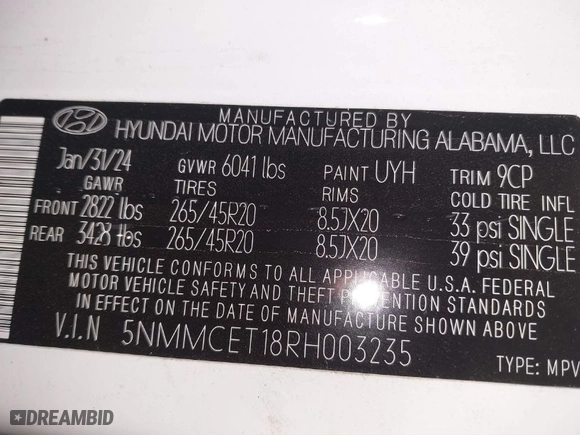 MANUFACTURED BY
HYUNDAI MOTOR MANUFACTURING ALABAMA, LLC
Jan/31/24 GVWR 6041 lbs PAINT UYH TRIM 9CP
GAWR TIRES RIMS COLD TIRE INFL
FRONT 2822 lbs 265/45R20 8.5JX20 33 psi SINGLE
REAR 3428 lbs 265/45R20 8.5JX20 39 psi SINGLE
THIS VEHICLE CONFORMS TO ALL APPLICABLE U.S.A. FEDERAL
MOTOR VEHICLE SAFETY AND THEFT PREVENTION STANDARDS
IN EFFECT ON THE DATE OF MANUFACTURE SHOWN ABOVE
V.I.N 5NMMCET18RH003235
TYPE: MPV
DREAMBID